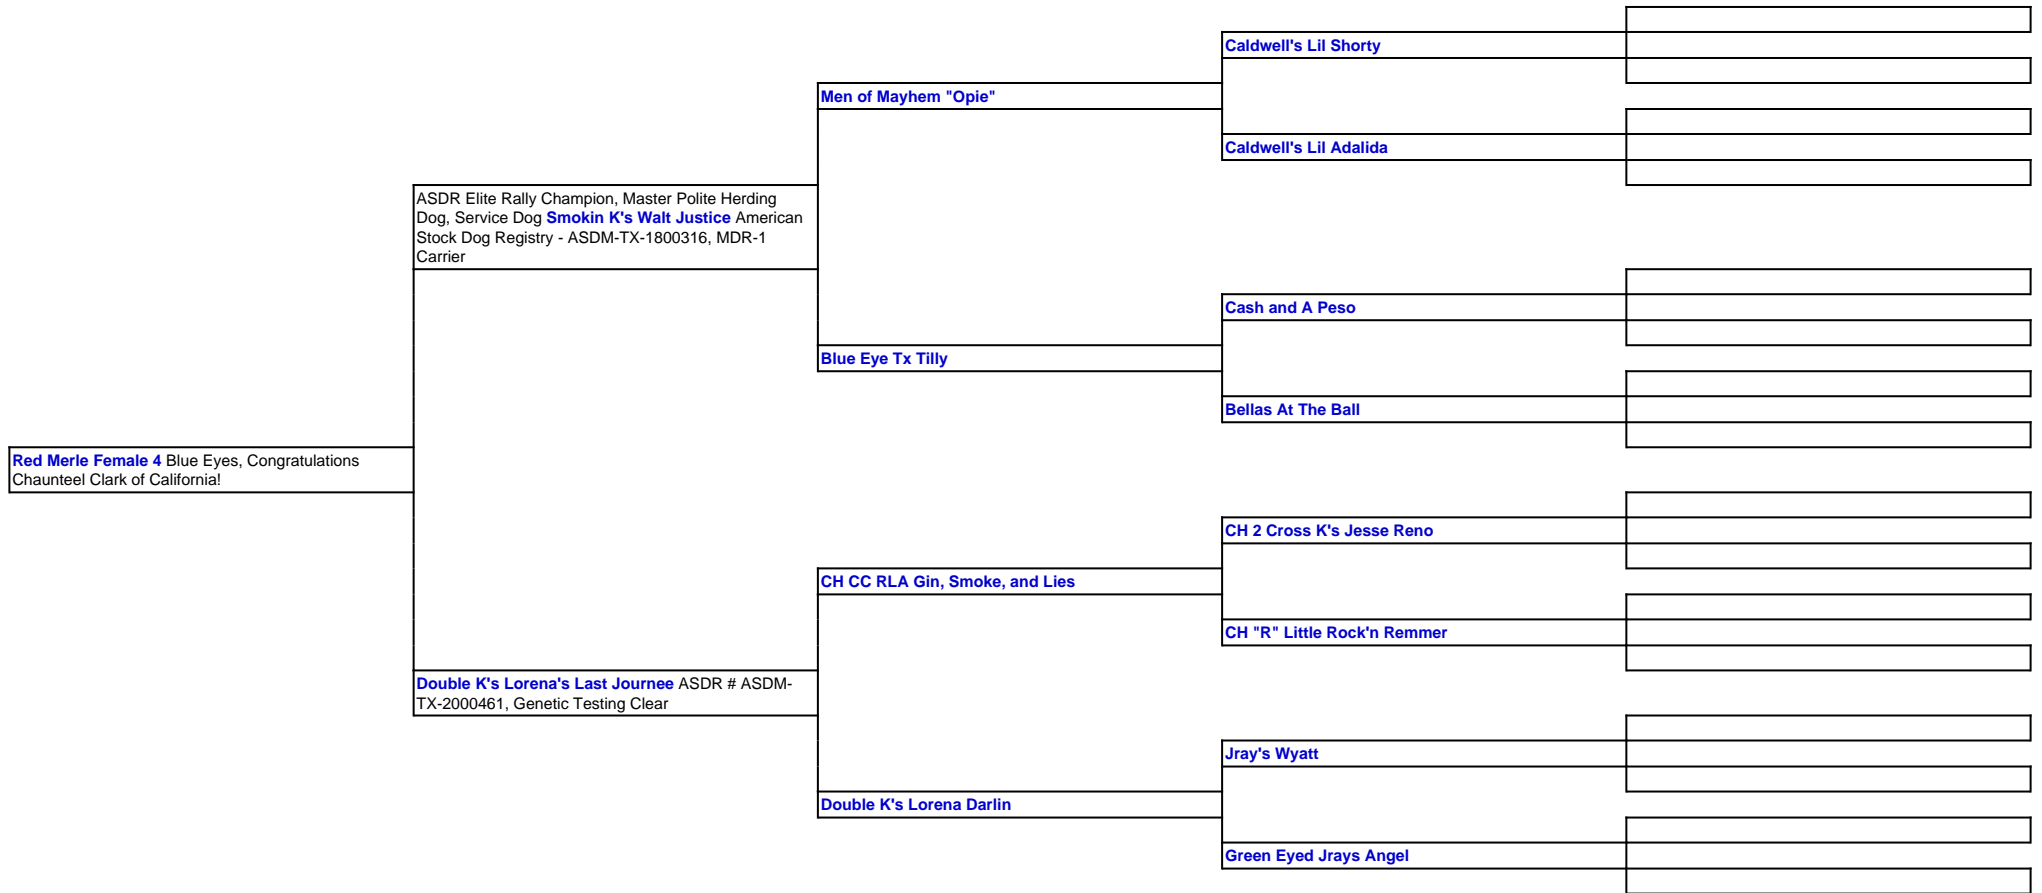 Caldwell's Lil Shorty
Men of Mayhem "Opie"
Caldwell's Lil Adalida
ASDR Elite Rally Champion, Master Polite Herding
Dog, Service Dog Smokin K's Walt Justice American
Stock Dog Registry - ASDM-TX-1800316, MDR-1
Carrier
Cash and A Peso
Blue Eye Tx Tilly
Bellas At The Ball
Red Merle Female 4 Blue Eyes, Congratulations
Chaunteel Clark of California!
CH 2 Cross K's Jesse Reno
CH CC RLA Gin, Smoke, and Lies
CH "R" Little Rock'n Remmer
Double K's Lorena's Last Journee ASDR # ASDM-
TX-2000461, Genetic Testing Clear
Jray's Wyatt
Double K's Lorena Darlin
Green Eyed Jrays Angel